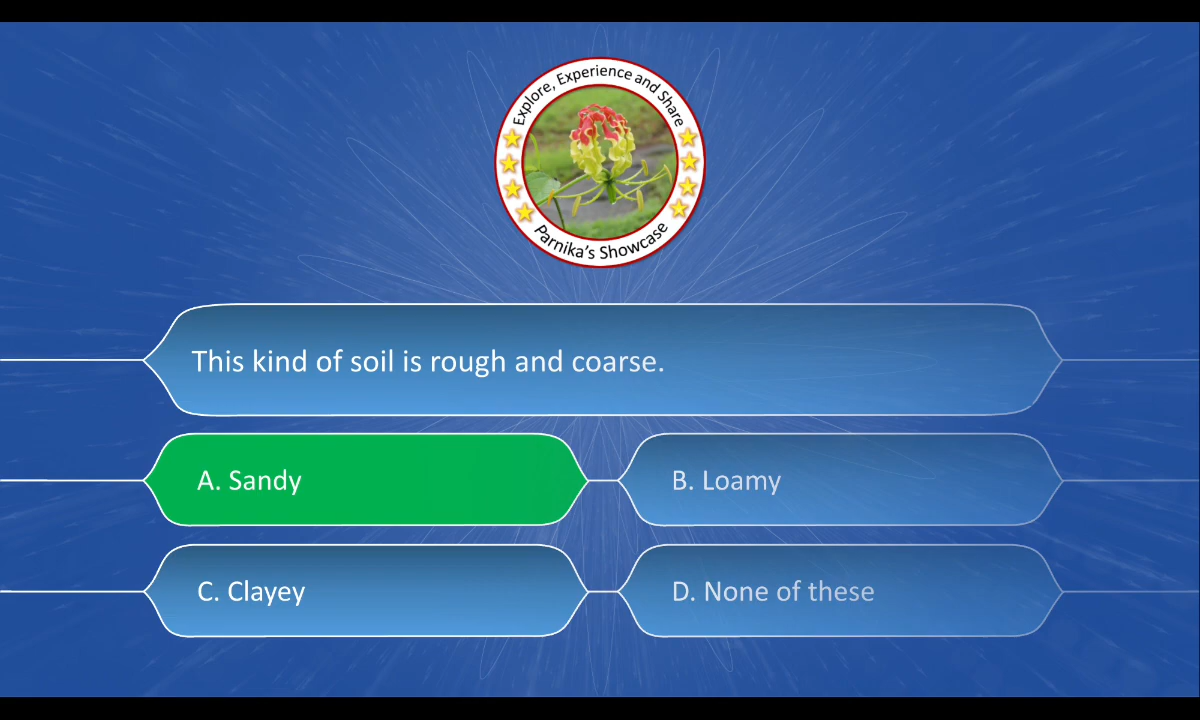 Explore, Experience and Share
Parnika's Showcase
This kind of soil is rough and coarse.
A. Sandy
B. Loamy
C. Clayey
D. None of these